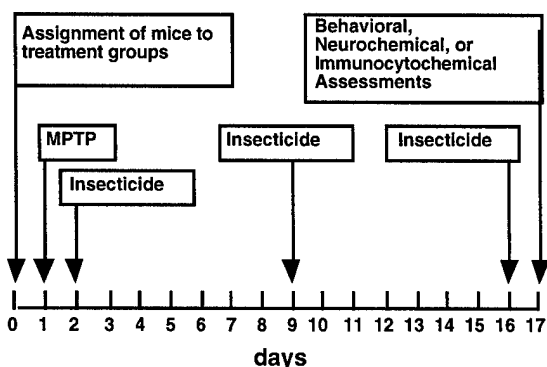 Assignment of mice to
treatment groups
Behavioral,
Neurochemical, or
Immunocytochemical
Assessments
MPTP
Insecticide
Insecticide
Insecticide
0 1 2 3 4 5 6 7 8 9 10 11 12 13 14 15 16 17
days